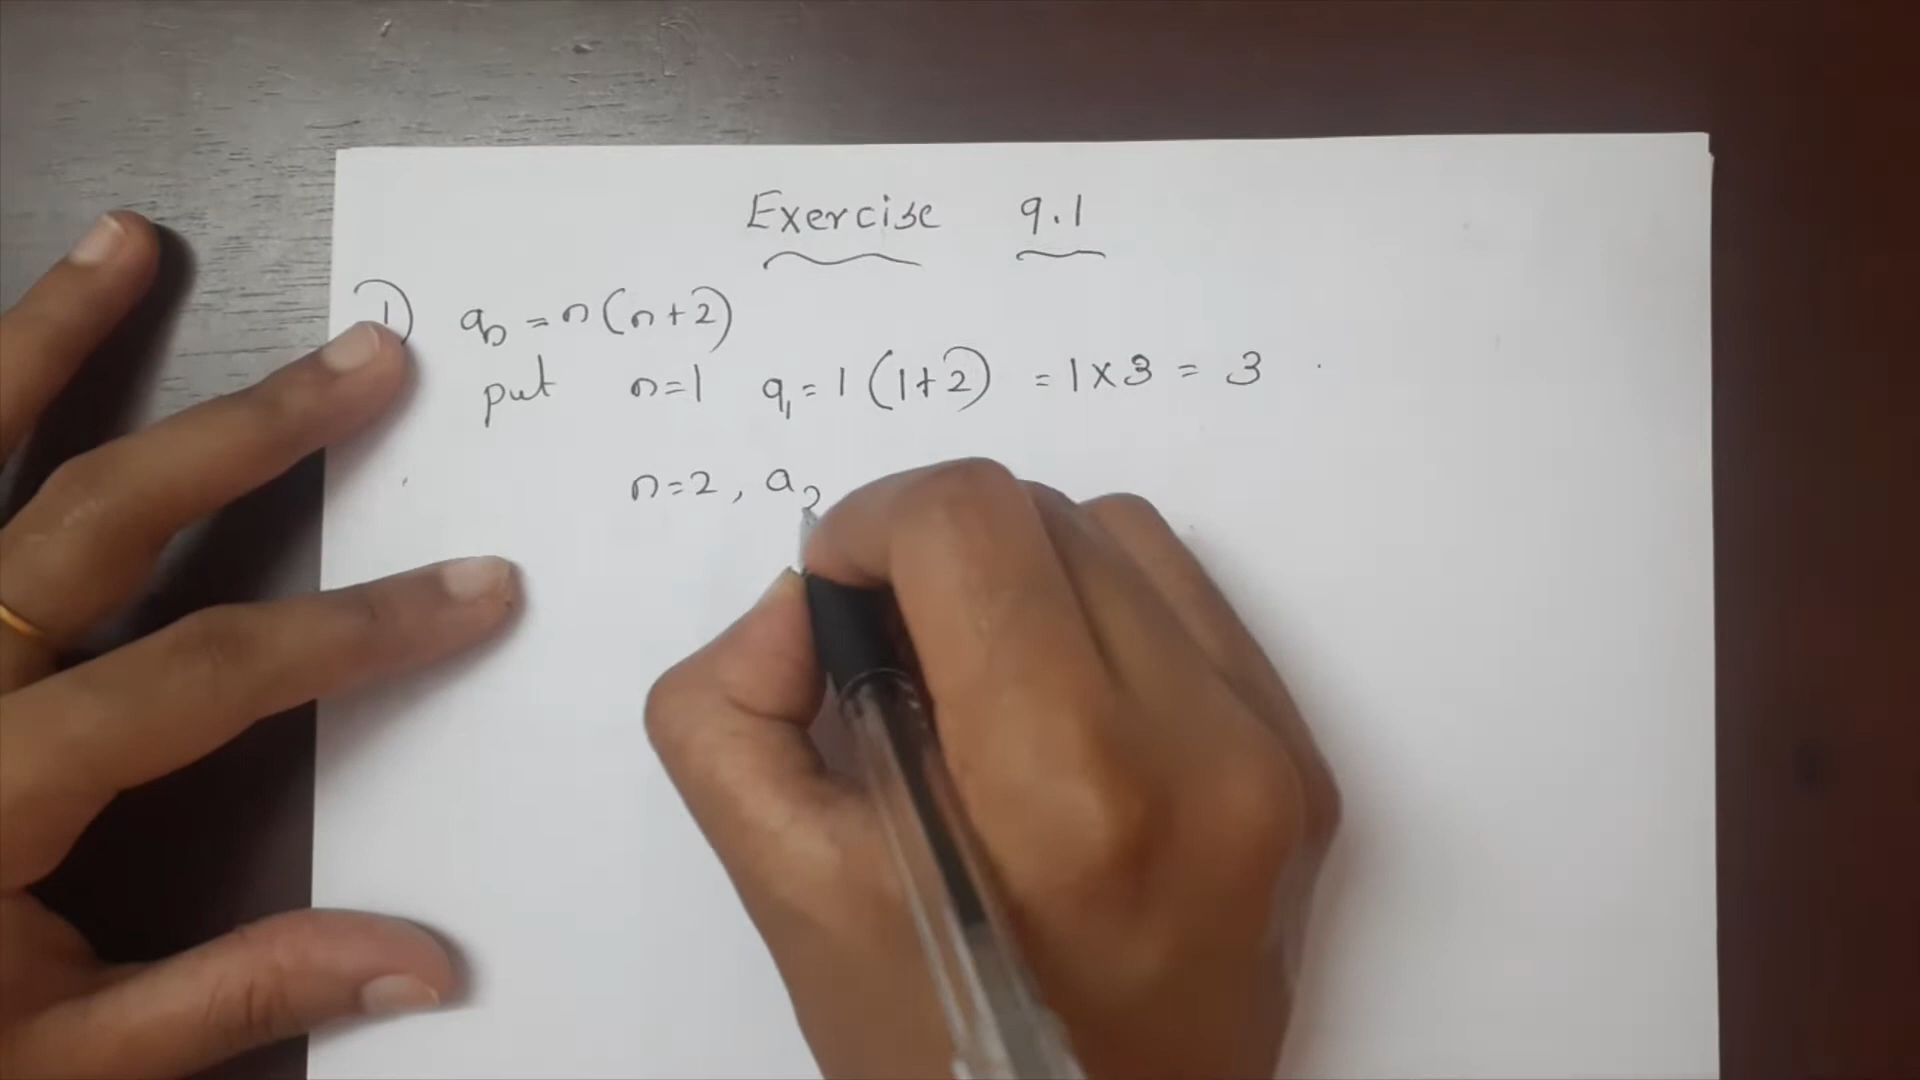 Exercise 9.1
① aₙ = n(n+2)
put n=1 a₁ = 1(1+2) = 1×3 = 3
n=2, a₂